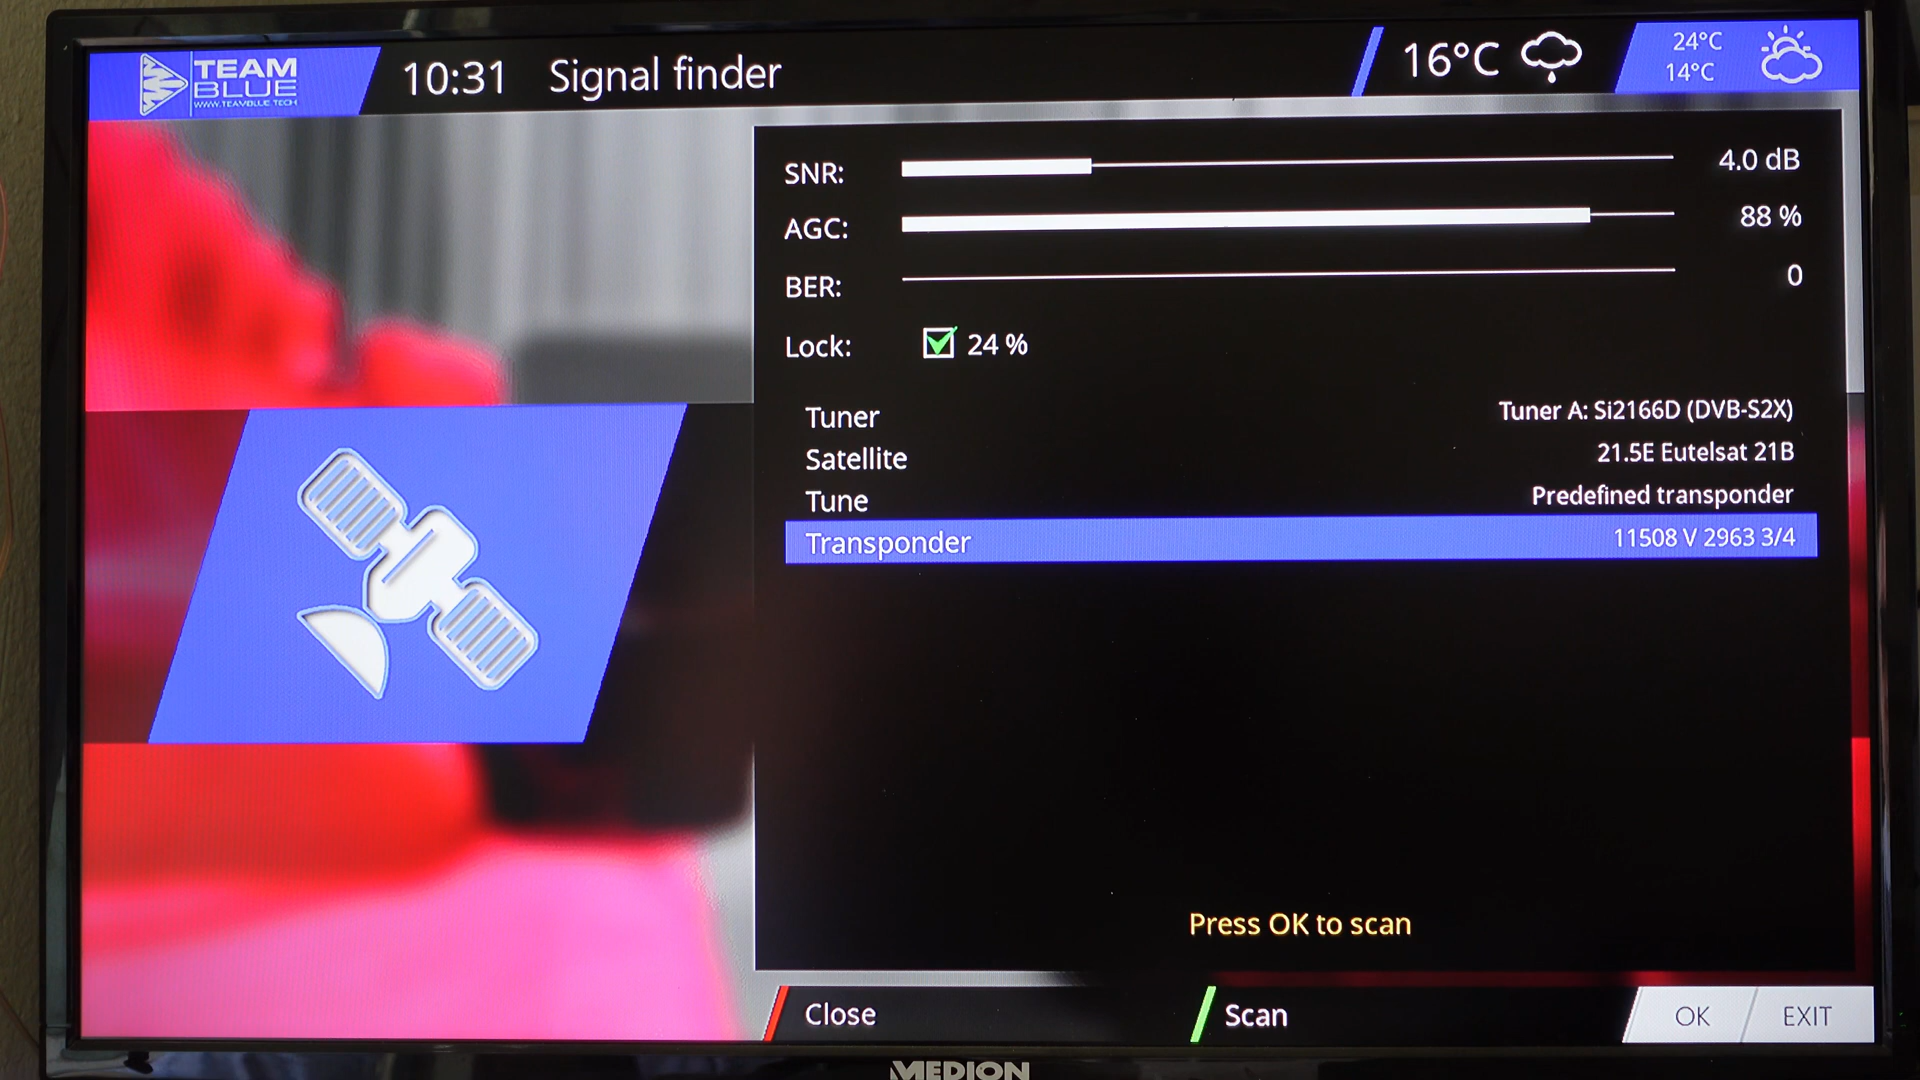 TEAM
BLUE
WWW.TEAMBLUE.TECH
10:31 Signal finder
16°C
24°C
14°C
SNR: 4.0 dB
AGC: 88 %
BER: 0
Lock: 24 %
Tuner Tuner A: Si2166D (DVB-S2X)
Satellite 21.5E Eutelsat 21B
Tune Predefined transponder
Transponder 11508 V 2963 3/4
Press OK to scan
Close Scan OK EXIT
MEDION